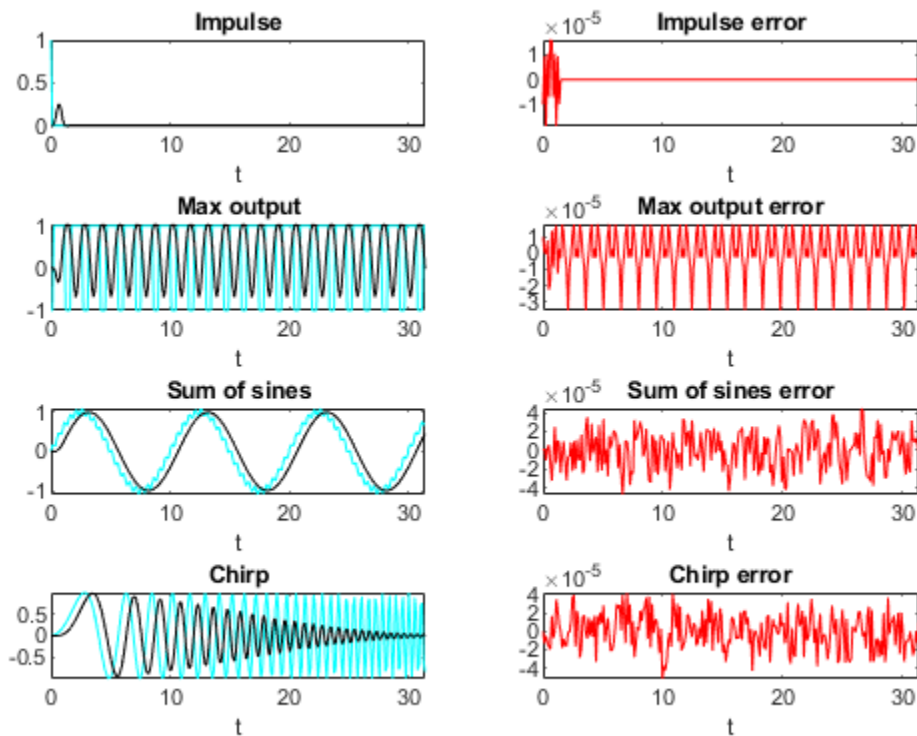 Impulse
1
0.5
0
0 10 20 30
t
Impulse error
×10⁻⁵
1
0
-1
0 10 20 30
t
Max output
1
0
-1
0 10 20 30
t
Max output error
×10⁻⁵
1
0
-1
-2
-3
0 10 20 30
t
Sum of sines
1
0
-1
0 10 20 30
t
Sum of sines error
×10⁻⁵
4
2
0
-2
-4
0 10 20 30
t
Chirp
0.5
0
-0.5
0 10 20 30
t
Chirp error
×10⁻⁵
4
2
0
-2
-4
0 10 20 30
t